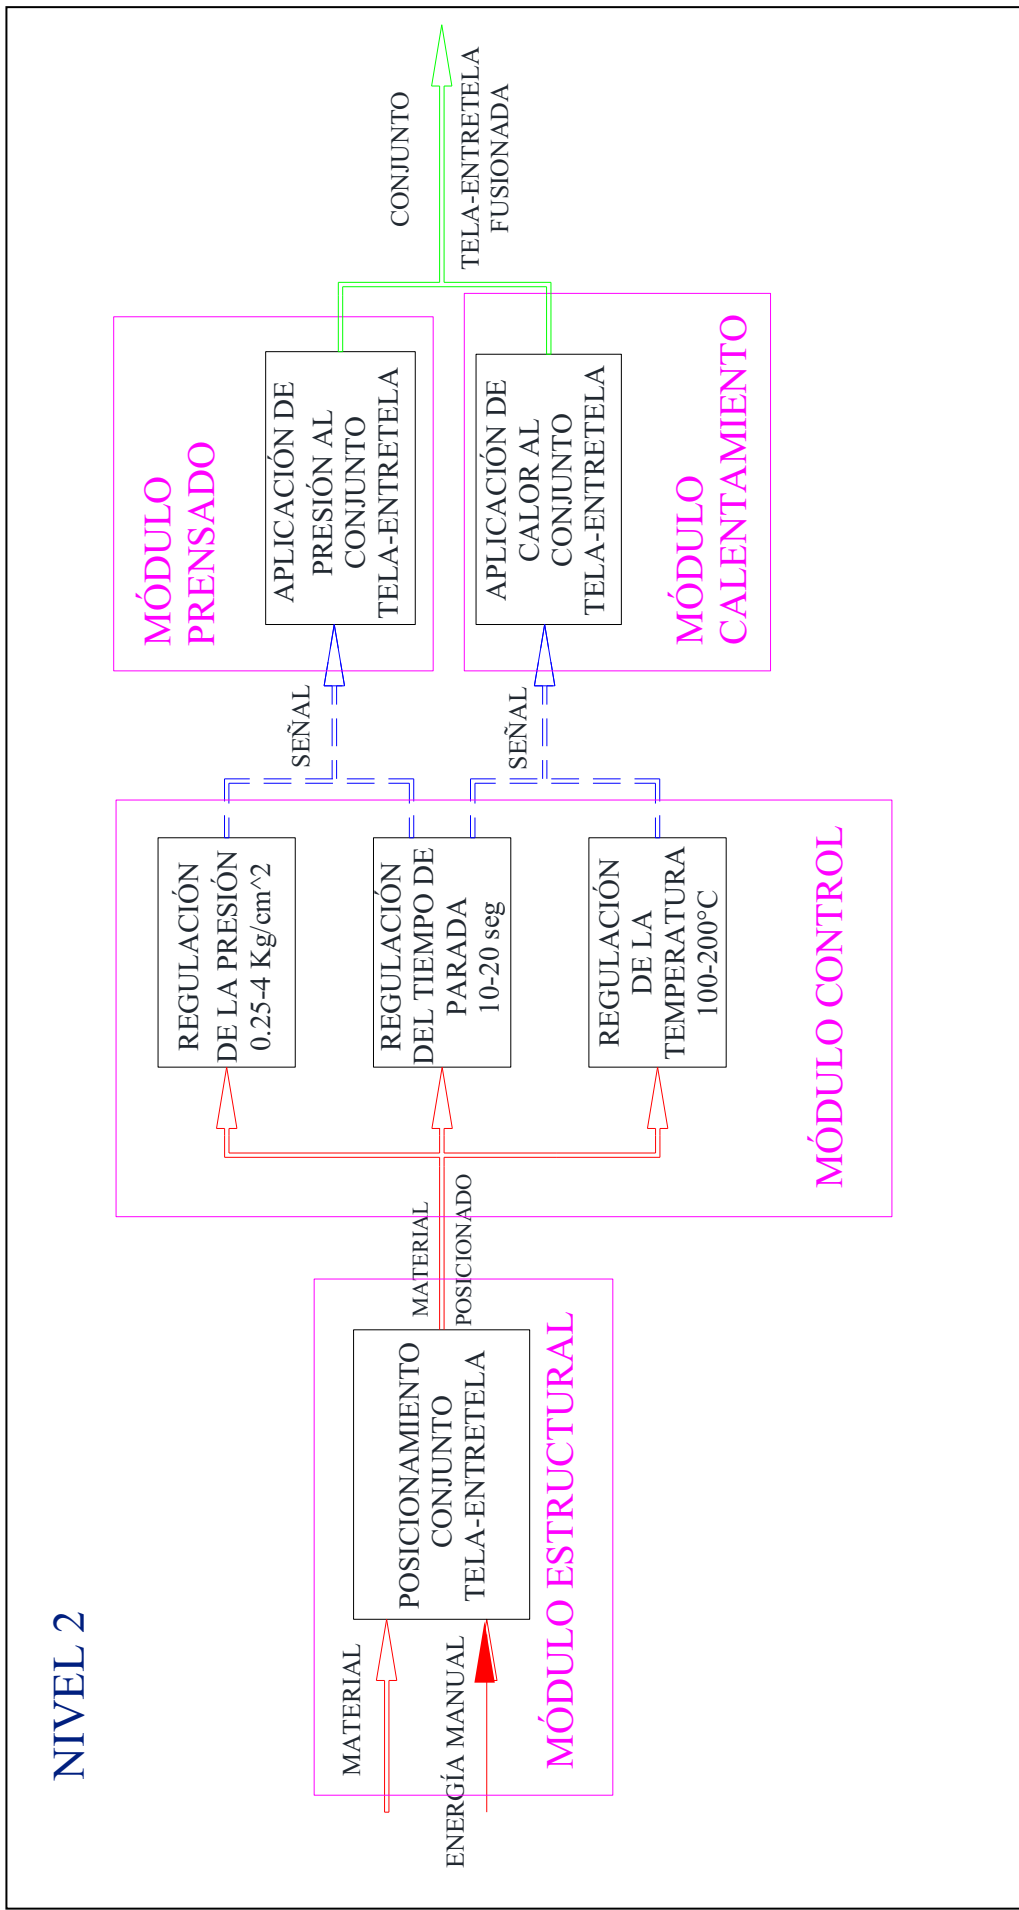 NIVEL 2
MATERIAL
ENERGÍA MANUAL
POSICIONAMIENTO
CONJUNTO
TELA-ENTRETELA
MÓDULO ESTRUCTURAL
MATERIAL
POSICIONADO
REGULACIÓN
DE LA PRESIÓN
0.25-4 Kg/cm^2
REGULACIÓN
DEL TIEMPO DE
PARADA
10-20 seg
REGULACIÓN
DE LA
TEMPERATURA
100-200°C
MÓDULO CONTROL
SEÑAL
SEÑAL
MÓDULO
PRENSADO
APLICACIÓN DE
PRESIÓN AL
CONJUNTO
TELA-ENTRETELA
APLICACIÓN DE
CALOR AL
CONJUNTO
TELA-ENTRETELA
MÓDULO
CALENTAMIENTO
CONJUNTO
TELA-ENTRETELA
FUSIONADA